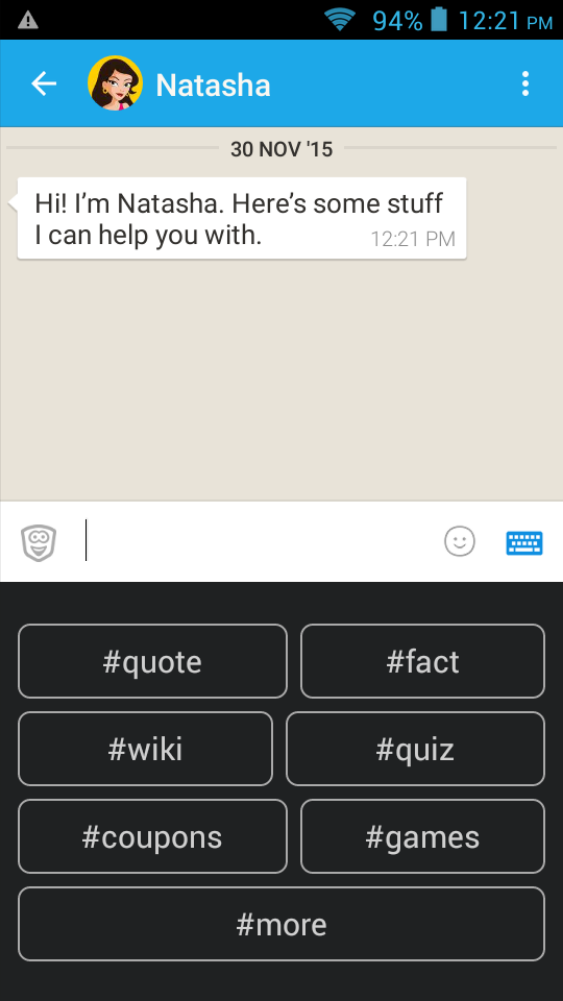 94% 12:21 PM
Natasha
30 NOV '15
Hi! I’m Natasha. Here’s some stuff
I can help you with. 12:21 PM
#quote #fact
#wiki #quiz
#coupons #games
#more